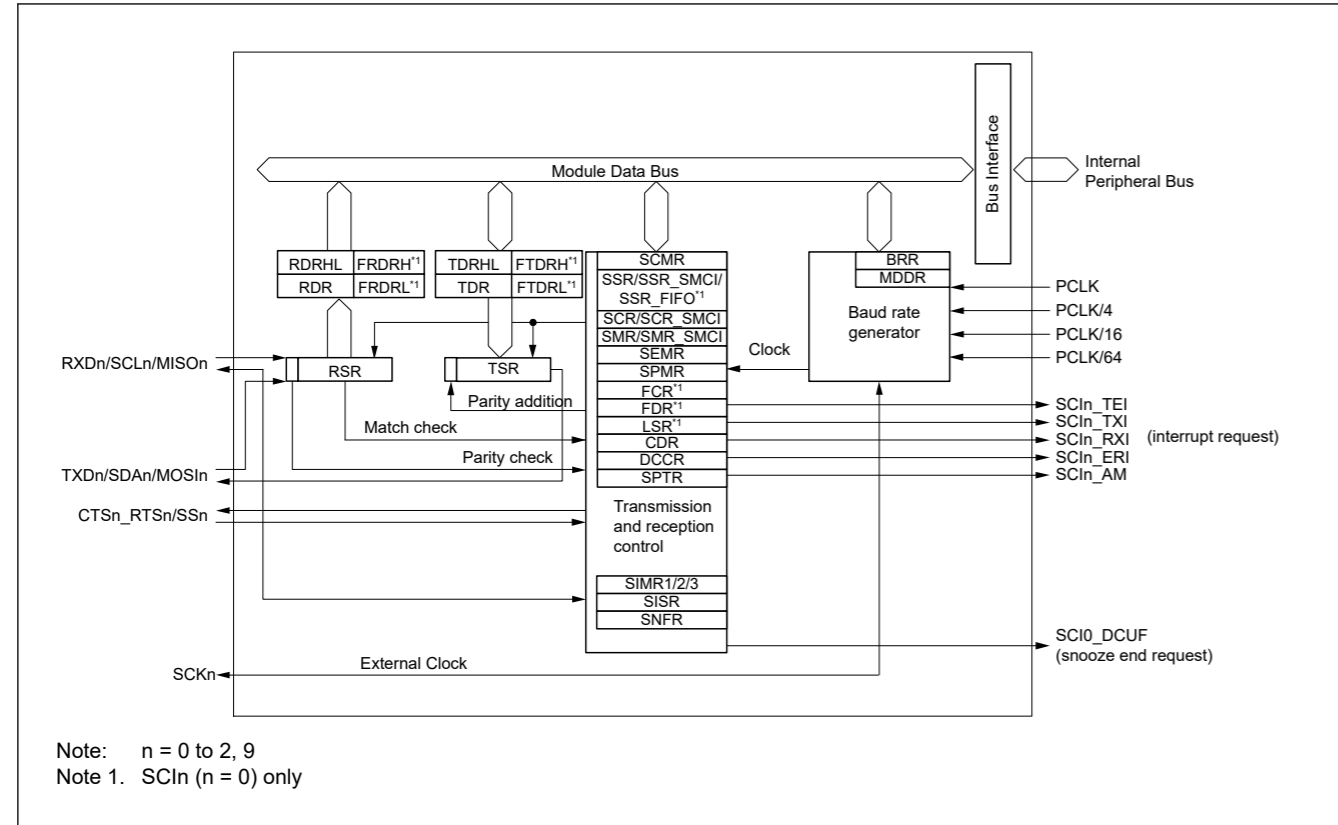 Bus Interface
Module Data Bus
Internal
Peripheral Bus
RDRHL FRDRH*1
RDR FRDRL*1
TDRHL FTDRH*1
TDR FTDRL*1
SCMR
SSR/SSR_SMCI/
SSR_FIFO*1
SCR/SCR_SMCI
SMR/SMR_SMCI
SEMR
SPMR
FCR*1
FDR*1
LSR*1
CDR
DCCR
SPTR
Transmission
and reception
control
SIMR1/2/3
SISR
SNFR
BRR
MDDR
Baud rate
generator
Clock
PCLK
PCLK/4
PCLK/16
PCLK/64
RXDn/SCLn/MISOn
RSR
TSR
Parity addition
Match check
Parity check
TXDn/SDAn/MOSIn
CTSn_RTSn/SSn
SCIn_TEI
SCIn_TXI
SCIn_RXI (interrupt request)
SCIn_ERI
SCIn_AM
SCI0_DCUF
(snooze end request)
External Clock
SCKn
Note: n = 0 to 2, 9
Note 1. SCIn (n = 0) only